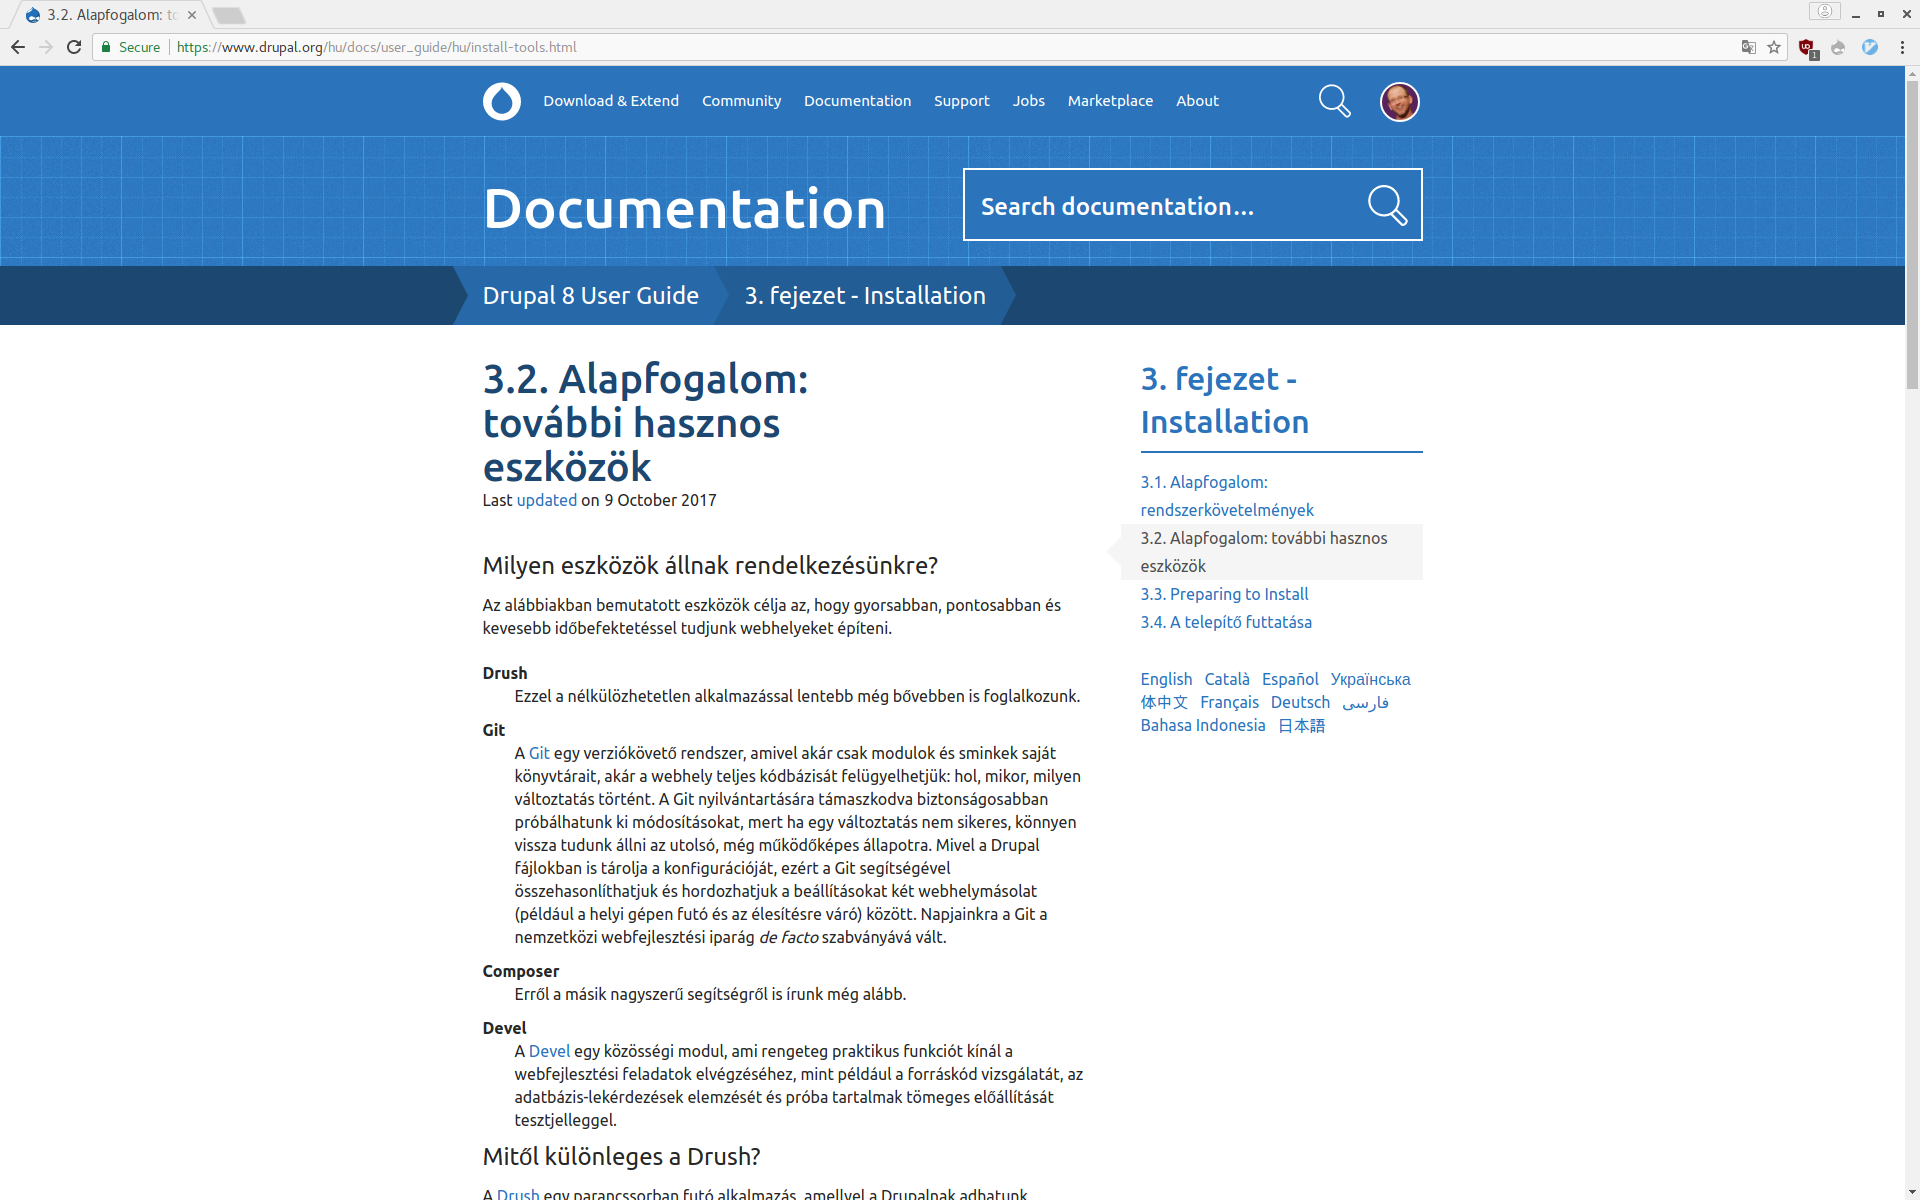 3.2. Alapfogalom: to
Secure
https://www.drupal.org/hu/docs/user_guide/hu/install-tools.html
1
Download & Extend Community Documentation Support Jobs Marketplace About
Documentation
Search documentation...
Drupal 8 User Guide
3. fejezet - Installation
3.2. Alapfogalom:
további hasznos
eszközök
Last updated on 9 October 2017
Milyen eszközök állnak rendelkezésünkre?
Az alábbiakban bemutatott eszközök célja az, hogy gyorsabban, pontosabban és
kevesebb időbefektetéssel tudjunk webhelyeket építeni.
Drush
Ezzel a nélkülözhetetlen alkalmazással lentebb még bővebben is foglalkozunk.
Git
A Git egy verziókövető rendszer, amivel akár csak modulok és sminkek saját
könyvtárait, akár a webhely teljes kódbázisát felügyelhetjük: hol, mikor, milyen
változtatás történt. A Git nyilvántartására támaszkodva biztonságosabban
próbálhatunk ki módosításokat, mert ha egy változtatás nem sikeres, könnyen
vissza tudunk állni az utolsó, még működőképes állapotra. Mivel a Drupal
fájlokban is tárolja a konfigurációját, ezért a Git segítségével
összehasonlíthatjuk és hordozhatjuk a beállításokat két webhelymásolat
(például a helyi gépen futó és az élesítésre váró) között. Napjainkra a Git a
nemzetközi webfejlesztési iparág de facto szabványává vált.
Composer
Erről a másik nagyszerű segítségről is írunk még alább.
Devel
A Devel egy közösségi modul, ami rengeteg praktikus funkciót kínál a
webfejlesztési feladatok elvégzéséhez, mint például a forráskód vizsgálatát, az
adatbázis-lekérdezések elemzését és próba tartalmak tömeges előállítását
tesztjelleggel.
Mitől különleges a Drush?
A Drush egy parancssorban futó alkalmazás, amellyel a Drupalnak adhatunk
3. fejezet -
Installation
3.1. Alapfogalom:
rendszerkövetelmények
3.2. Alapfogalom: további hasznos
eszközök
3.3. Preparing to Install
3.4. A telepítő futtatása
English Català Español Українська
体中文 Français Deutsch فارسی
Bahasa Indonesia 日本語